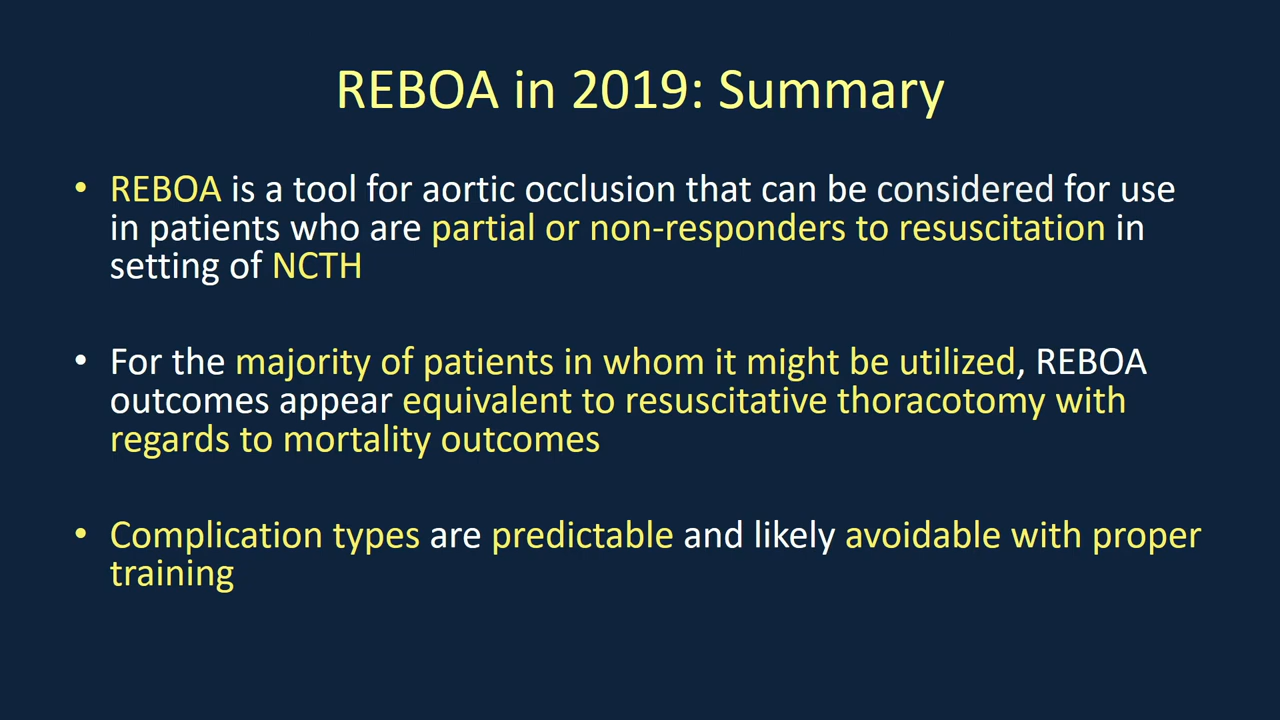 REBOA in 2019: Summary
• REBOA is a tool for aortic occlusion that can be considered for use
in patients who are partial or non-responders to resuscitation in
setting of NCTH
• For the majority of patients in whom it might be utilized, REBOA
outcomes appear equivalent to resuscitative thoracotomy with
regards to mortality outcomes
• Complication types are predictable and likely avoidable with proper
training